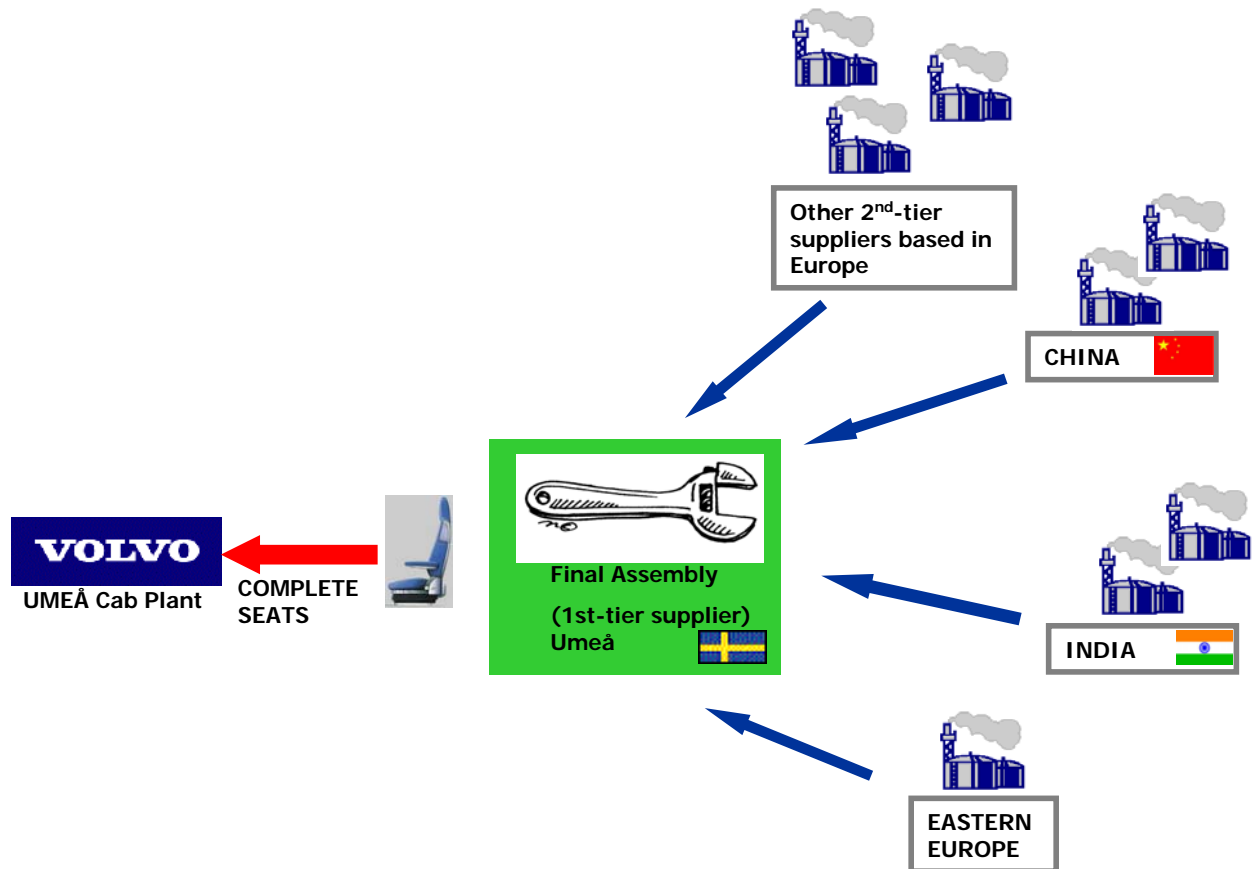 Other 2nd-tier
suppliers based in
Europe
CHINA
VOLVO
UMEÅ Cab Plant
COMPLETE
SEATS
Final Assembly
(1st-tier supplier)
Umeå
INDIA
EASTERN
EUROPE